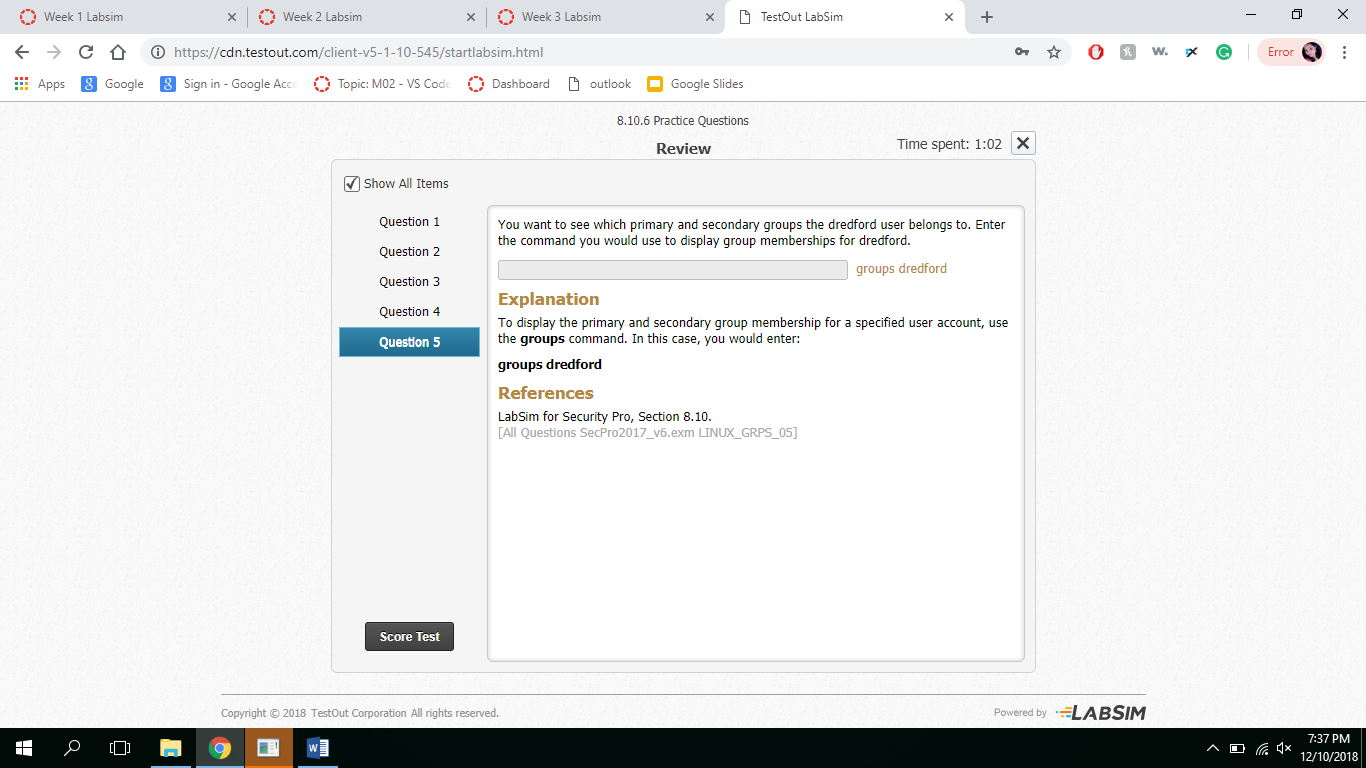 Week 1 Labsim
Week 2 Labsim
Week 3 Labsim
TestOut LabSim
https://cdn.testout.com/client-v5-1-10-545/startlabsim.html
Error
Apps
Google
Sign in - Google Acco
Topic: M02 - VS Code
Dashboard
outlook
Google Slides
8.10.6 Practice Questions
Review
Time spent: 1:02
Show All Items
Question 1
Question 2
Question 3
Question 4
Question 5
Score Test
You want to see which primary and secondary groups the dredford user belongs to. Enter
the command you would use to display group memberships for dredford.
groups dredford
Explanation
To display the primary and secondary group membership for a specified user account, use
the groups command. In this case, you would enter:
groups dredford
References
LabSim for Security Pro, Section 8.10.
[All Questions SecPro2017_v6.exm LINUX_GRPS_05]
Copyright © 2018 TestOut Corporation All rights reserved.
Powered by LABSIM
7:37 PM
12/10/2018